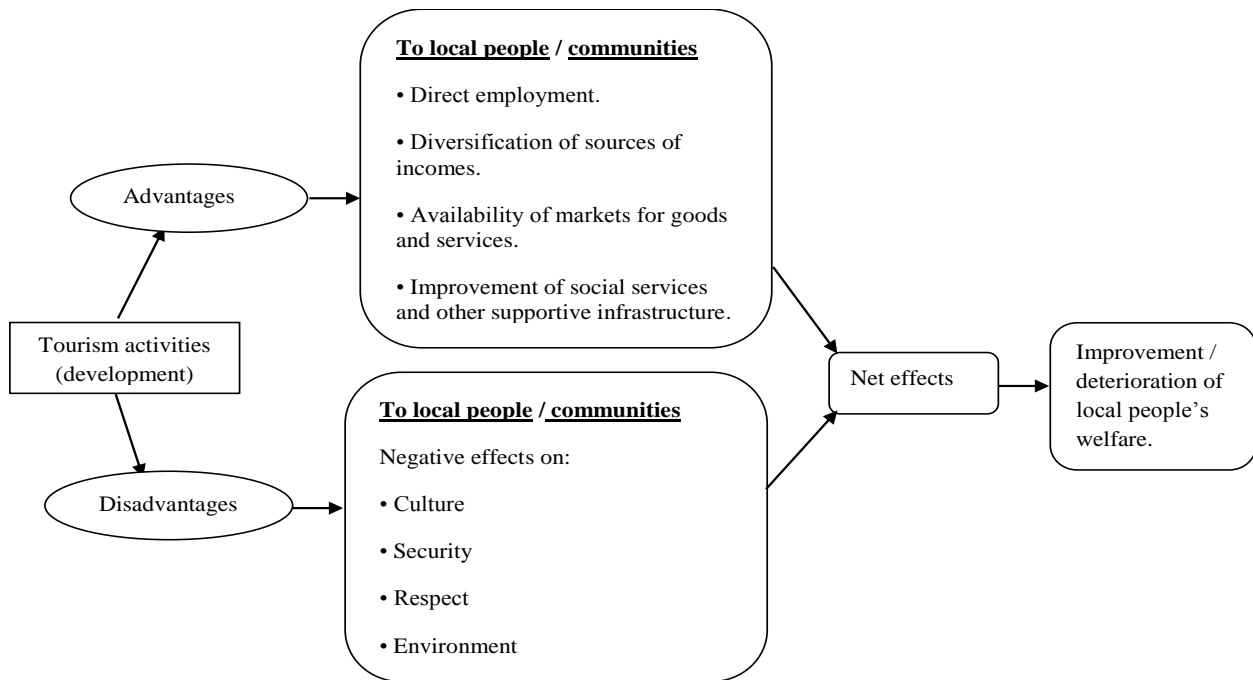 To local people / communities
• Direct employment.
• Diversification of sources of
incomes.
• Availability of markets for goods
and services.
• Improvement of social services
and other supportive infrastructure.
Advantages
Tourism activities
(development)
Disadvantages
To local people / communities
Negative effects on:
• Culture
• Security
• Respect
• Environment
Net effects
Improvement /
deterioration of
local people’s
welfare.